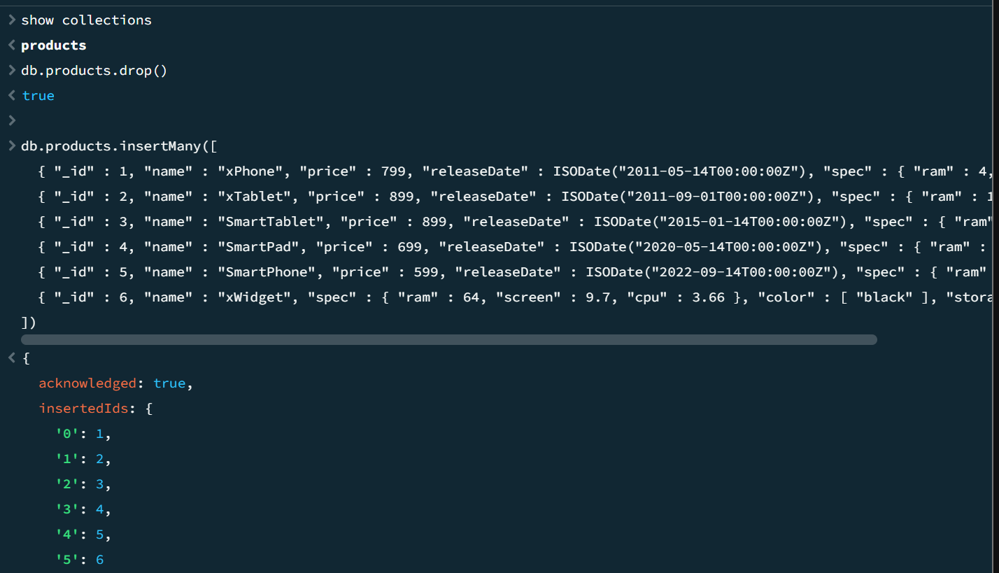 > show collections
< products
> db.products.drop()
< true
>
> db.products.insertMany([
{ "_id" : 1, "name" : "xPhone", "price" : 799, "releaseDate" : ISODate("2011-05-14T00:00:00Z"), "spec" : { "ram" : 4,
{ "_id" : 2, "name" : "xTablet", "price" : 899, "releaseDate" : ISODate("2011-09-01T00:00:00Z"), "spec" : { "ram" : 1
{ "_id" : 3, "name" : "SmartTablet", "price" : 899, "releaseDate" : ISODate("2015-01-14T00:00:00Z"), "spec" : { "ram"
{ "_id" : 4, "name" : "SmartPad", "price" : 699, "releaseDate" : ISODate("2020-05-14T00:00:00Z"), "spec" : { "ram" :
{ "_id" : 5, "name" : "SmartPhone", "price" : 599, "releaseDate" : ISODate("2022-09-14T00:00:00Z"), "spec" : { "ram"
{ "_id" : 6, "name" : "xWidget", "spec" : { "ram" : 64, "screen" : 9.7, "cpu" : 3.66 }, "color" : [ "black" ], "stora
])
< {
acknowledged: true,
insertedIds: {
'0': 1,
'1': 2,
'2': 3,
'3': 4,
'4': 5,
'5': 6